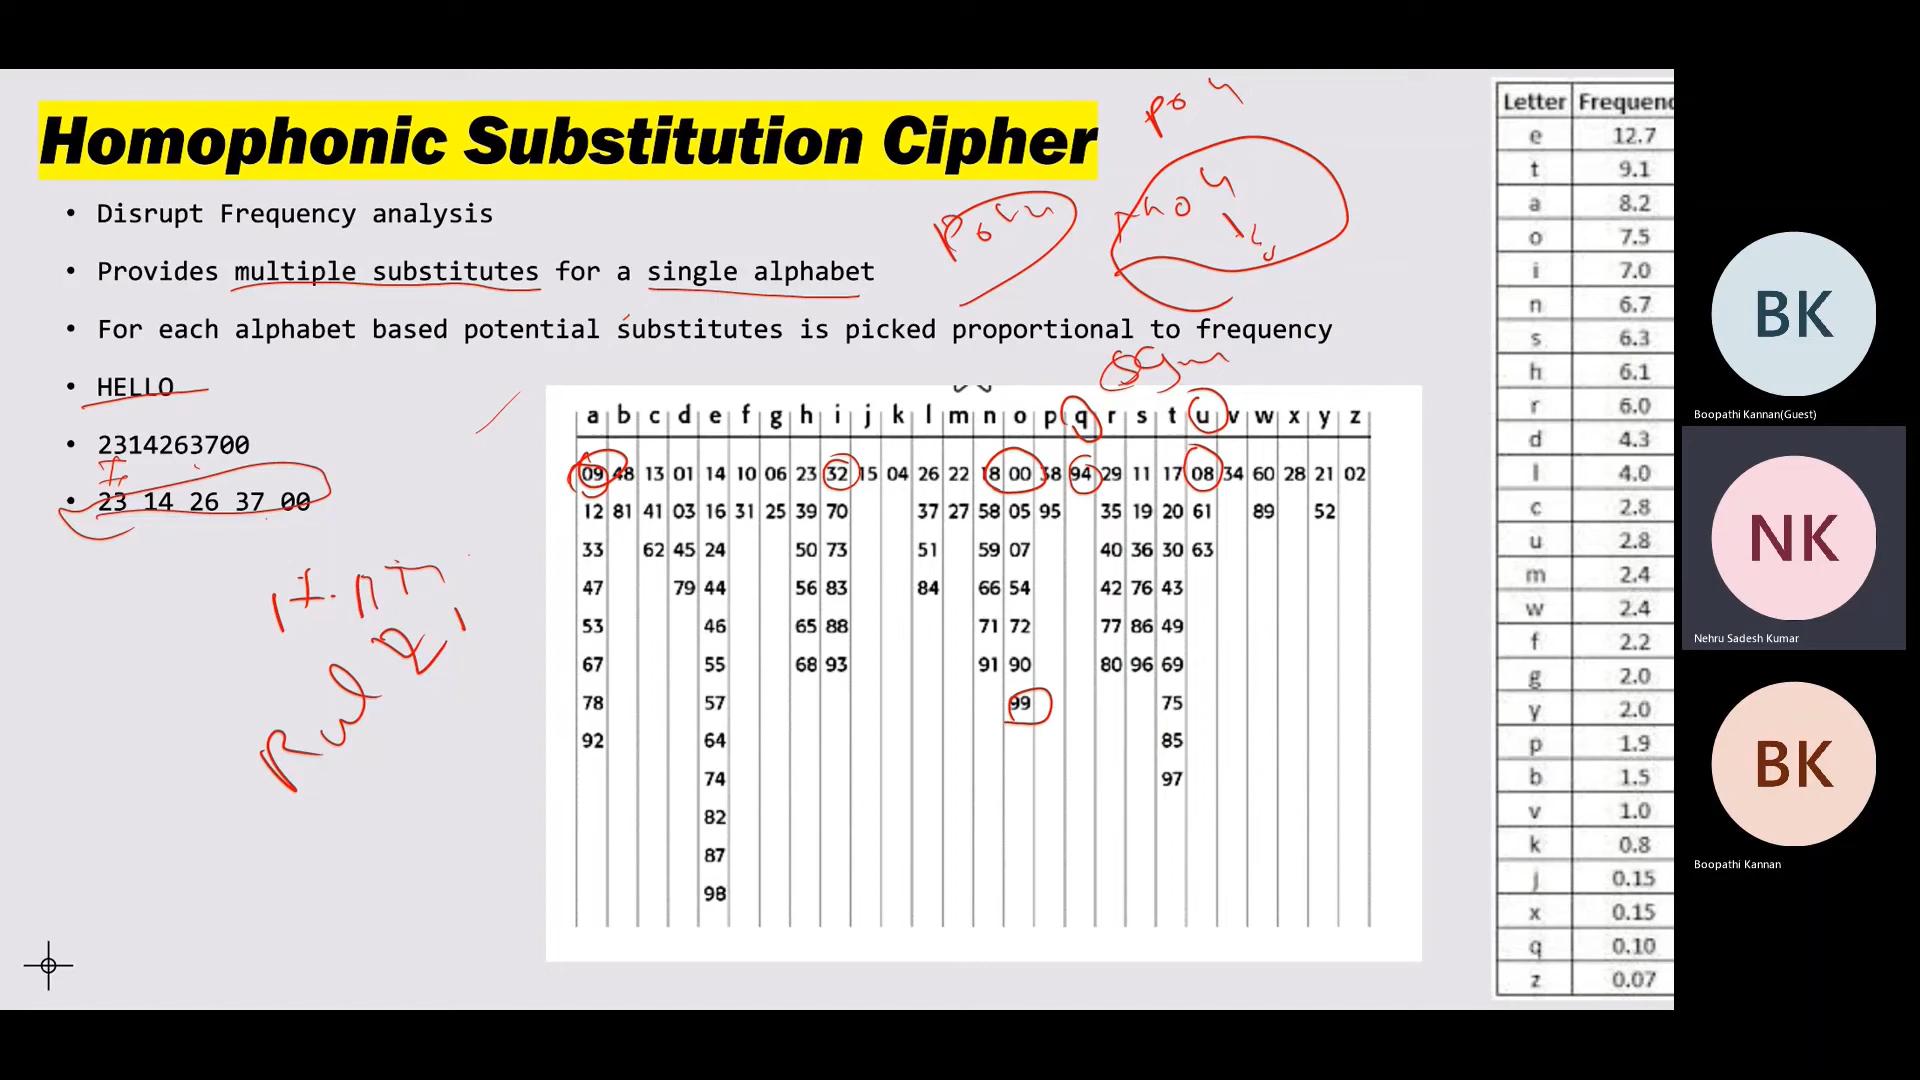 Homophonic Substitution Cipher
• Disrupt Frequency analysis
• Provides multiple substitutes for a single alphabet
• For each alphabet based potential substitutes is picked proportional to frequency
• HELLO
• 2314263700
• 23 14 26 37 00
a b c d e f g h i j k l m n o p q r s t u v w x y z
09 48 13 01 14 10 06 23 32 15 04 26 22 18 00 38 94 29 11 17 08 34 60 28 21 02
12 81 41 03 16 31 25 39 70 37 27 58 05 95 35 19 20 61 89 52
33 62 45 24 50 73 51 59 07 40 36 30 63
47 79 44 56 83 84 66 54 42 76 43
53 46 65 88 71 72 77 86 49
67 55 68 93 91 90 80 96 69
78 57 99 75
92 64 85
74 97
82
87
98
Letter Frequenc
e 12.7
t 9.1
a 8.2
o 7.5
i 7.0
n 6.7
s 6.3
h 6.1
r 6.0
d 4.3
l 4.0
c 2.8
u 2.8
m 2.4
w 2.4
f 2.2
g 2.0
y 2.0
p 1.9
b 1.5
v 1.0
k 0.8
j 0.15
x 0.15
q 0.10
z 0.07
BK
Boopathi Kannan(Guest)
NK
Nehru Sadesh Kumar
BK
Boopathi Kannan